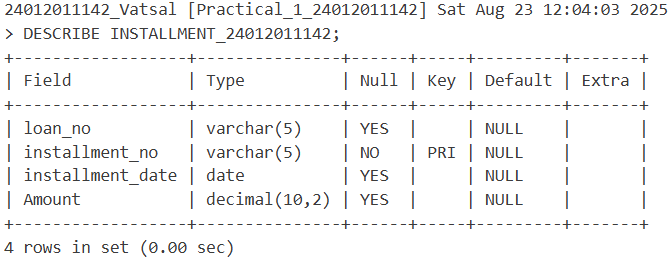 24012011142_Vatsal [Practical_1_24012011142] Sat Aug 23 12:04:03 2025
> DESCRIBE INSTALLMENT_24012011142;
+------------------+---------------+------+-----+---------+-------+
| Field            | Type          | Null | Key | Default | Extra |
+------------------+---------------+------+-----+---------+-------+
| loan_no          | varchar(5)    | YES  |     | NULL    |       |
| installment_no   | varchar(5)    | NO   | PRI | NULL    |       |
| installment_date | date          | YES  |     | NULL    |       |
| Amount           | decimal(10,2) | YES  |     | NULL    |       |
+------------------+---------------+------+-----+---------+-------+
4 rows in set (0.00 sec)